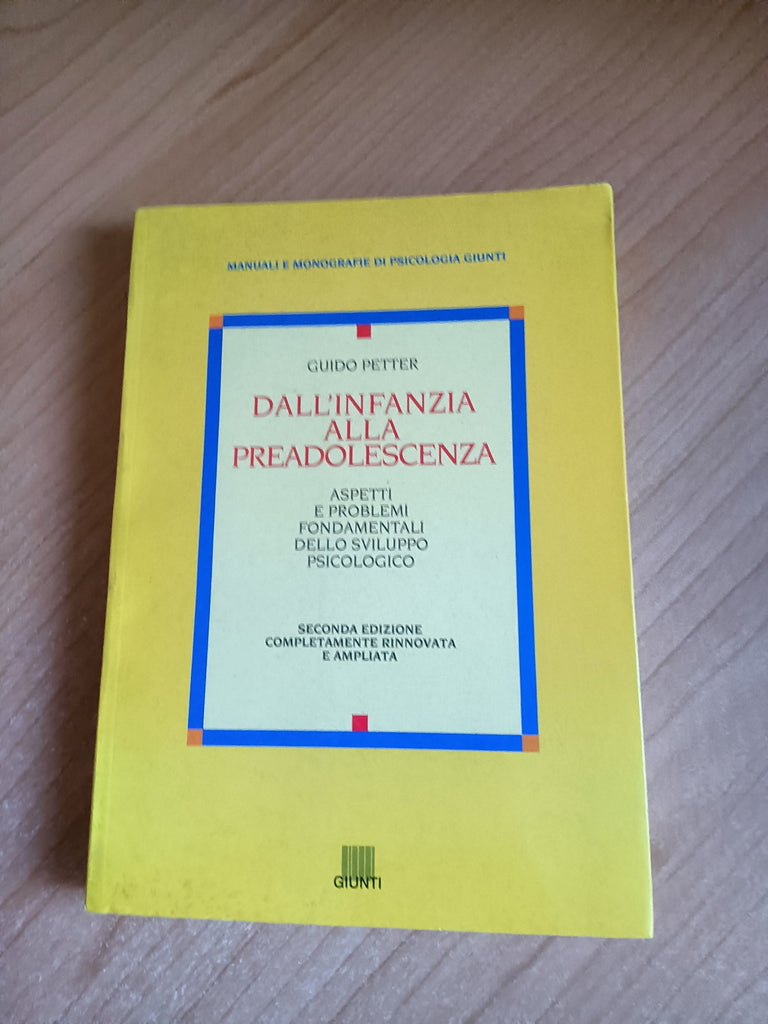 MANUALI E MONOGRAFIE DI PSICOLOGIA GIUNTI
GUIDO PETTER
DALL'INFANZIA
ALLA
PREADOLESCENZA
ASPETTI
E PROBLEMI
FONDAMENTALI
DELLO SVILUPPO
PSICOLOGICO
SECONDA EDIZIONE
COMPLETAMENTE RINNOVATA
E AMPLIATA
GIUNTI